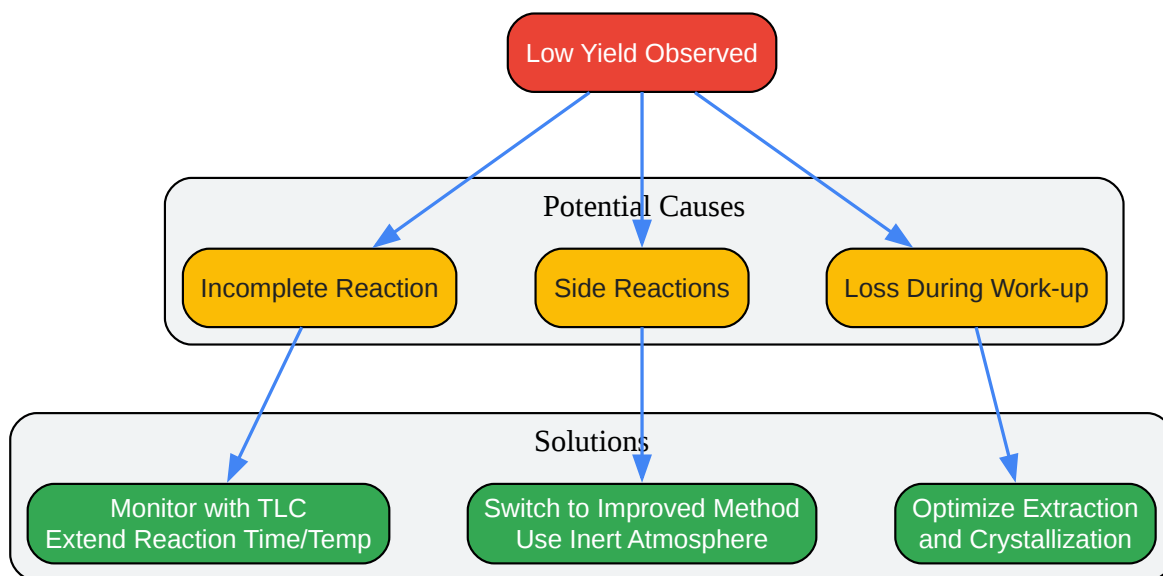 Low Yield Observed
Potential Causes
Incomplete Reaction
Side Reactions
Loss During Work-up
Solutions
Monitor with TLC
Extend Reaction Time/Temp
Switch to Improved Method
Use Inert Atmosphere
Optimize Extraction
and Crystallization